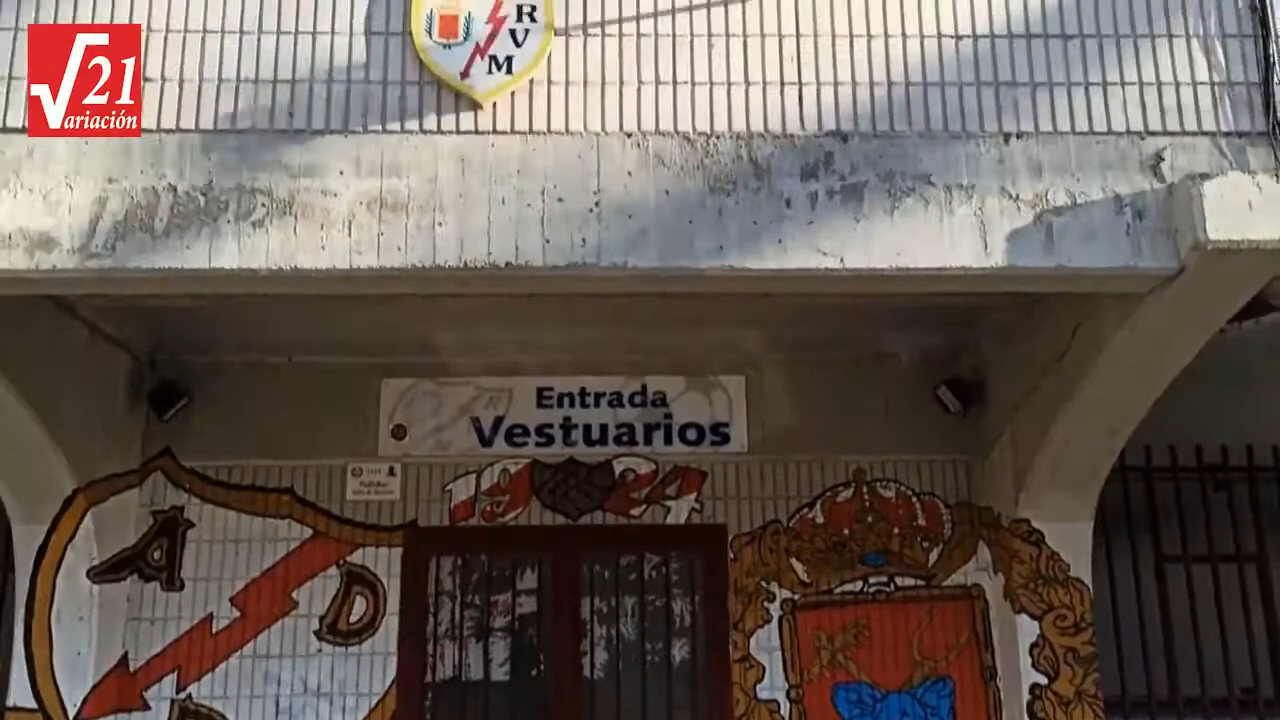 √21
Variación
R
V
M
Entrada
Vestuarios
1924
A
D